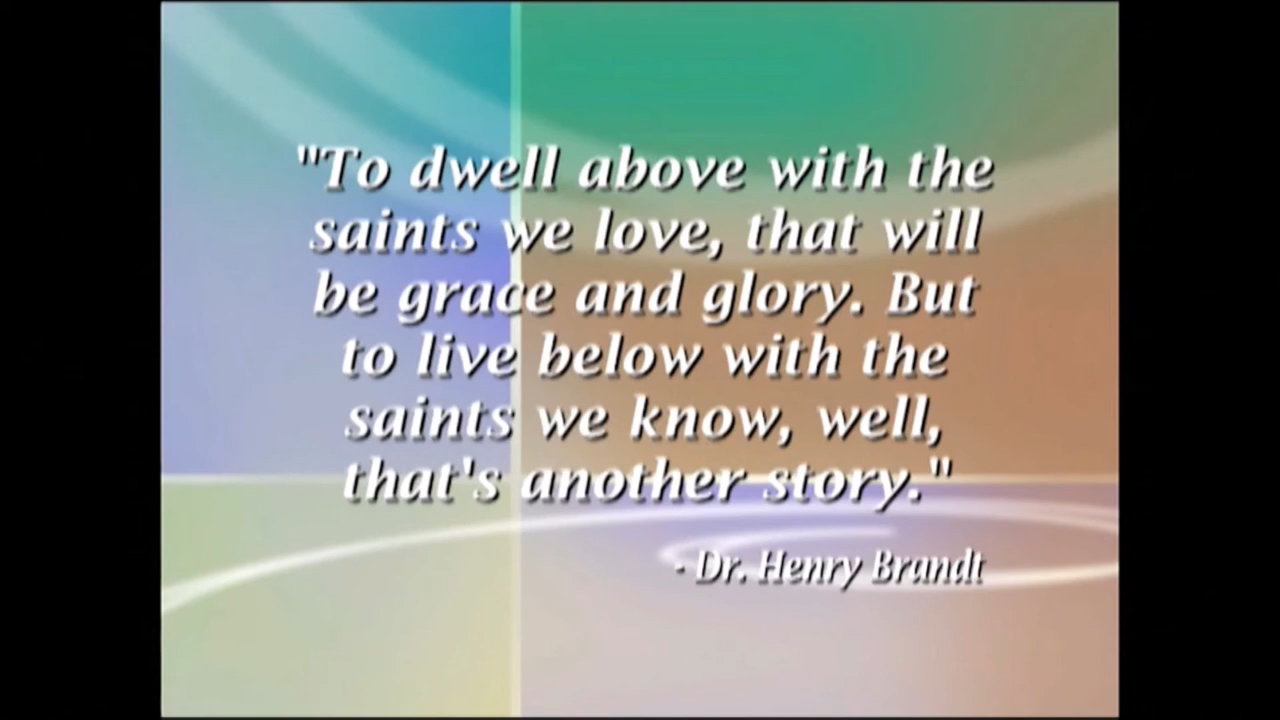 "To dwell above with the
saints we love, that will
be grace and glory. But
to live below with the
saints we know, well,
that's another story."
- Dr. Henry Brandt